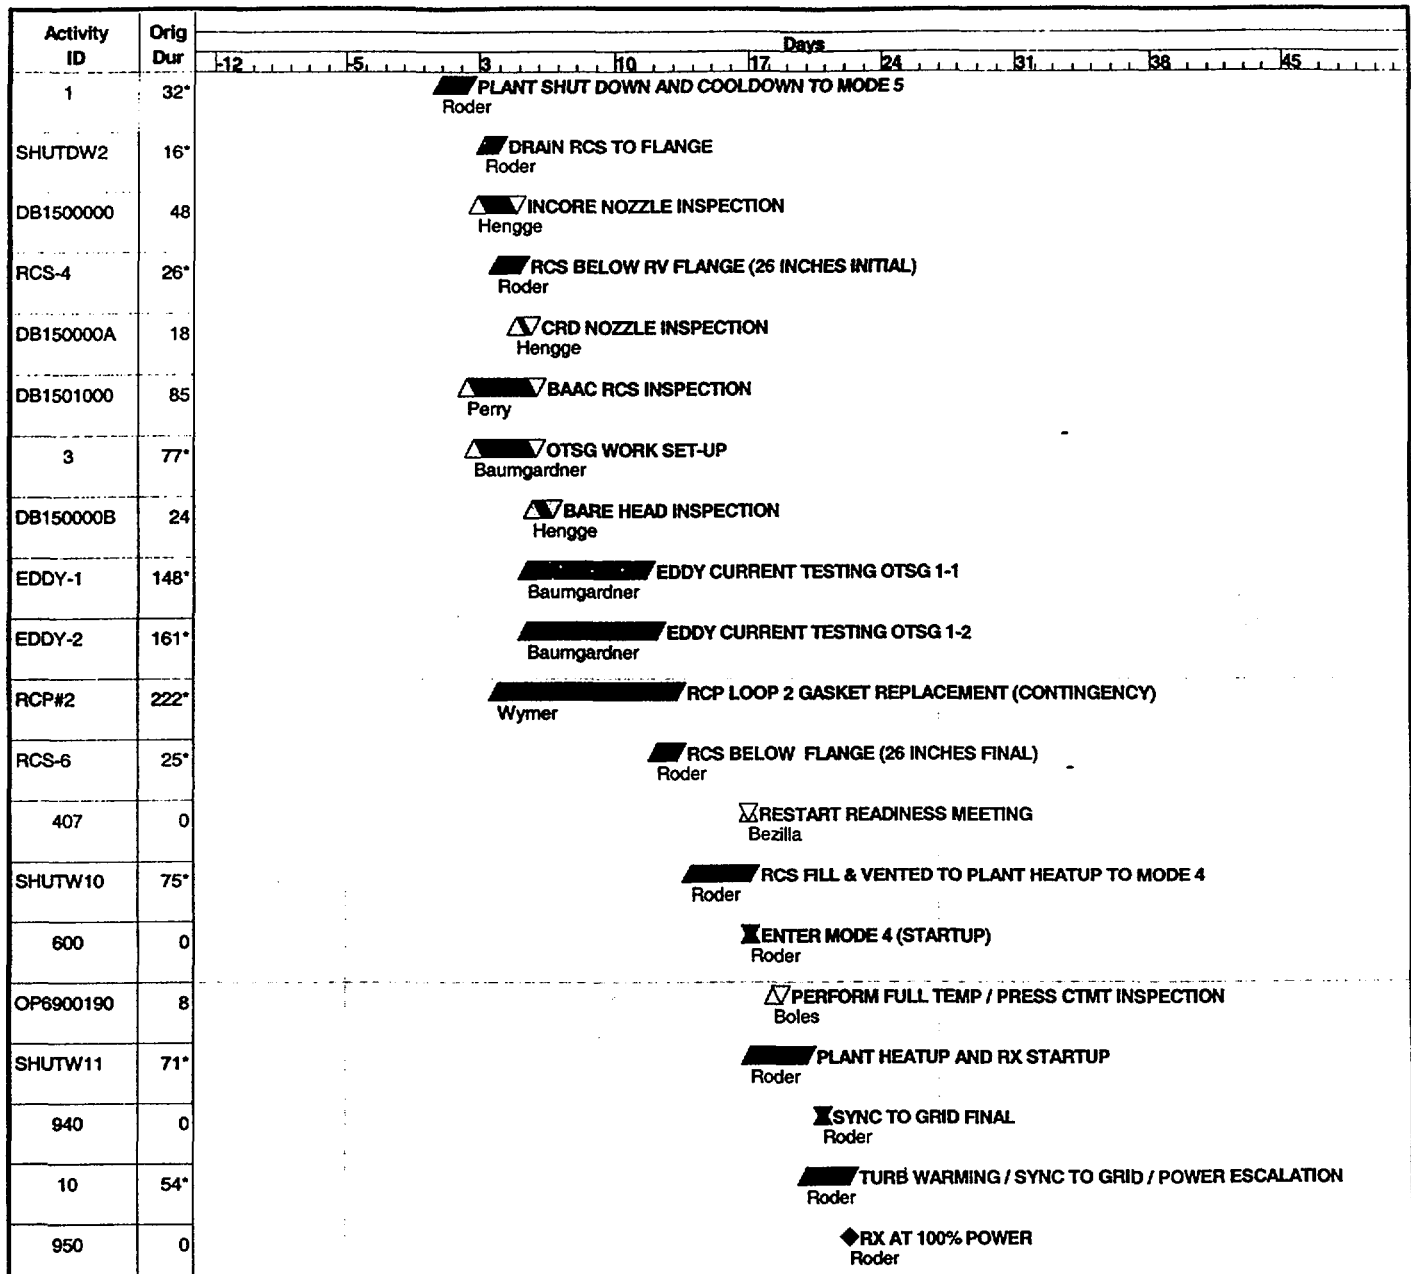 Activity ID Orig Dur
Days
-12 -5 3 10 17 24 31 38 45
1 32* PLANT SHUT DOWN AND COOLDOWN TO MODE 5
Roder
SHUTDW2 16* DRAIN RCS TO FLANGE
Roder
DB1500000 48 INCORE NOZZLE INSPECTION
Hengge
RCS-4 26* RCS BELOW RV FLANGE (26 INCHES INITIAL)
Roder
DB150000A 18 CRD NOZZLE INSPECTION
Hengge
DB1501000 85 BAAC RCS INSPECTION
Perry
3 77* OTSG WORK SET-UP
Baumgardner
DB150000B 24 BARE HEAD INSPECTION
Hengge
EDDY-1 148* EDDY CURRENT TESTING OTSG 1-1
Baumgardner
EDDY-2 161* EDDY CURRENT TESTING OTSG 1-2
Baumgardner
RCP#2 222* RCP LOOP 2 GASKET REPLACEMENT (CONTINGENCY)
Wymer
RCS-6 25* RCS BELOW FLANGE (26 INCHES FINAL)
Roder
407 0 RESTART READINESS MEETING
Bezilla
SHUTW10 75* RCS FILL & VENTED TO PLANT HEATUP TO MODE 4
Roder
600 0 ENTER MODE 4 (STARTUP)
Roder
OP6900190 8 PERFORM FULL TEMP / PRESS CTMT INSPECTION
Boles
SHUTW11 71* PLANT HEATUP AND RX STARTUP
Roder
940 0 SYNC TO GRID FINAL
Roder
10 54* TURB WARMING / SYNC TO GRID / POWER ESCALATION
Roder
950 0 RX AT 100% POWER
Roder